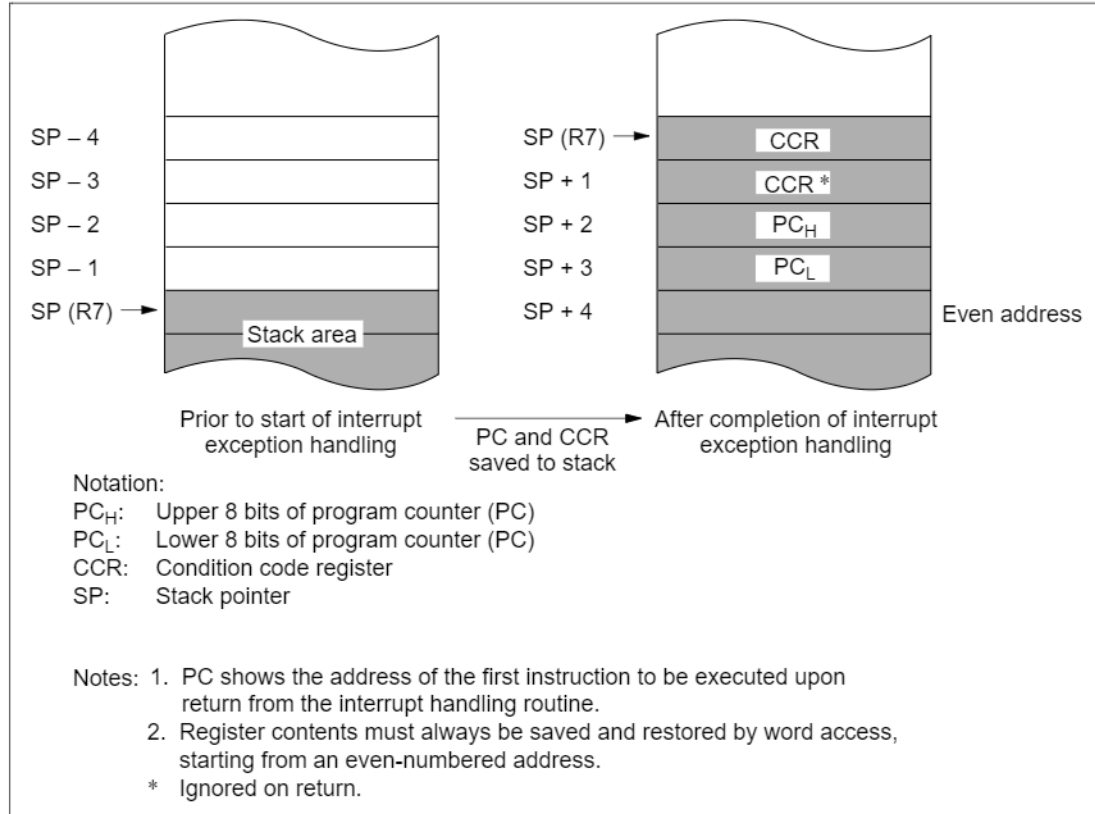 SP – 4
SP – 3
SP – 2
SP – 1
SP (R7)
Stack area
SP (R7)
SP + 1
SP + 2
SP + 3
SP + 4
CCR
CCR *
PCH
PCL
Even address
Prior to start of interrupt
exception handling
PC and CCR
saved to stack
After completion of interrupt
exception handling
Notation:
PCH: Upper 8 bits of program counter (PC)
PCL: Lower 8 bits of program counter (PC)
CCR: Condition code register
SP: Stack pointer
Notes: 1. PC shows the address of the first instruction to be executed upon
return from the interrupt handling routine.
2. Register contents must always be saved and restored by word access,
starting from an even-numbered address.
* Ignored on return.